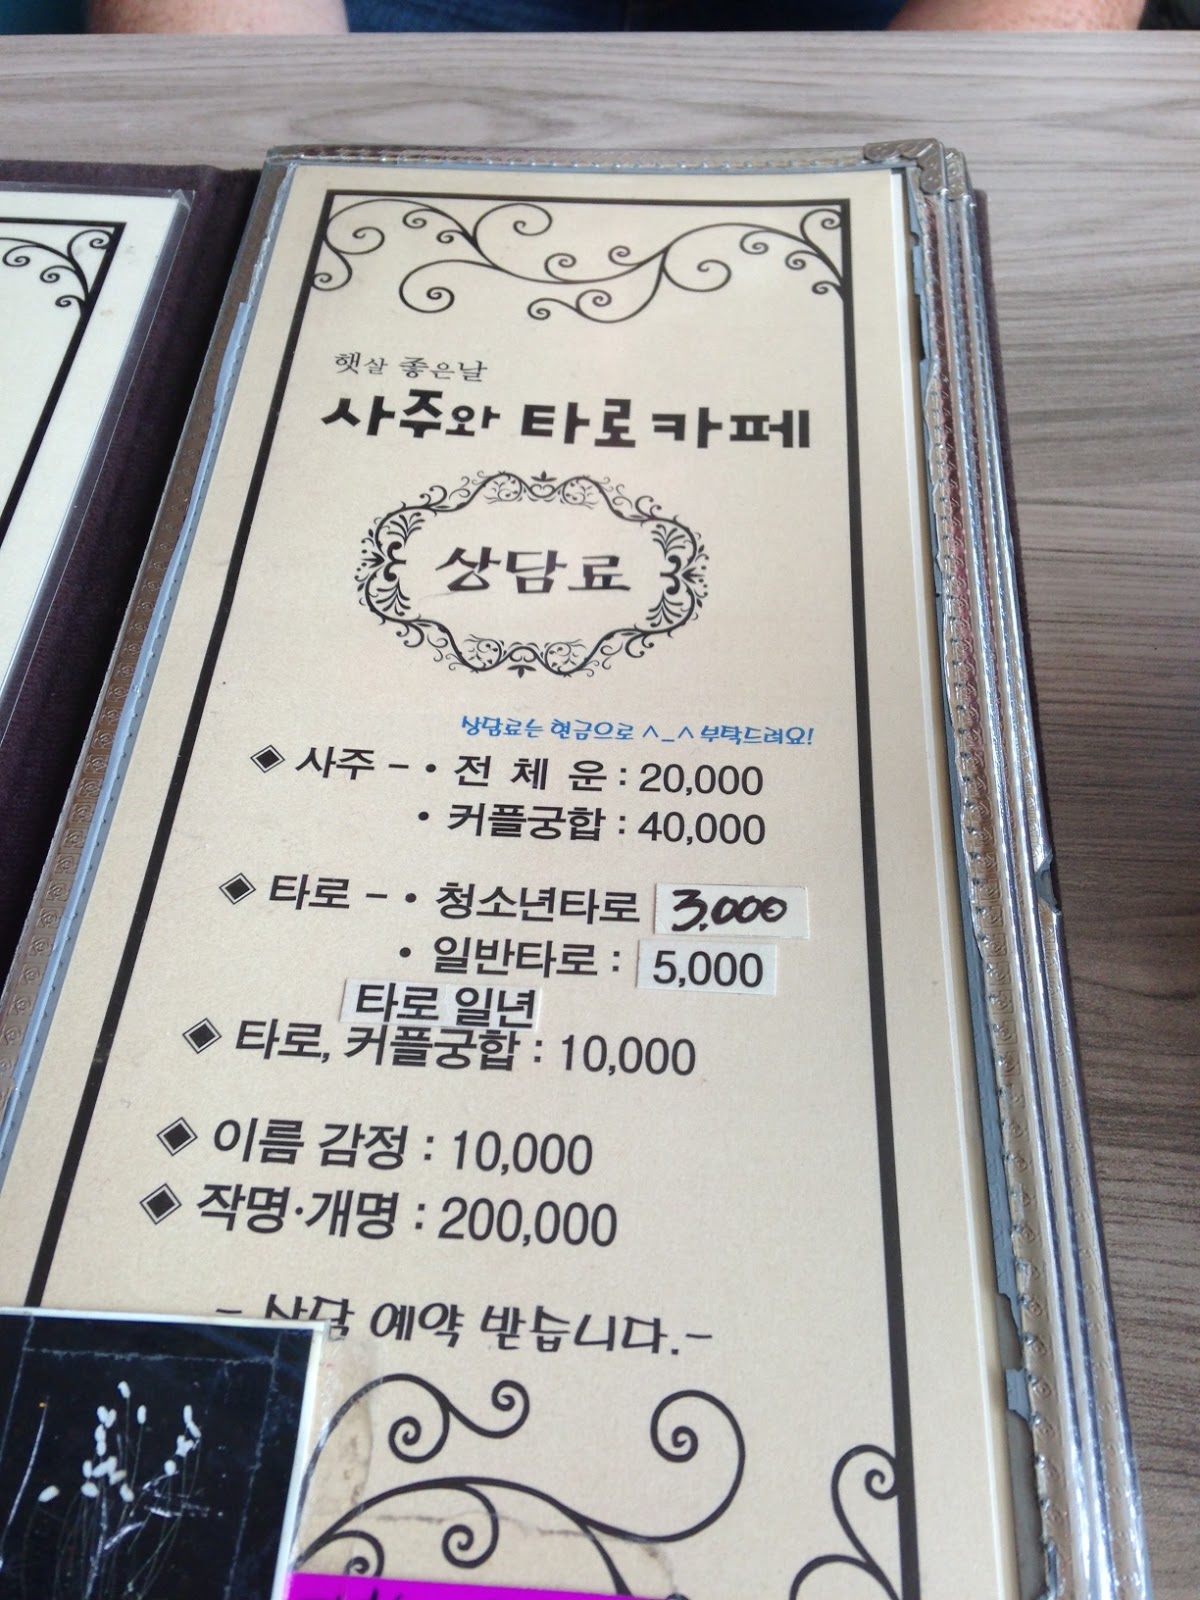 햇살 좋은날
사주와 타로카페
상담료
상담료는 현금으로 ^_^ 부탁드려요!
◈ 사주 - • 전 체 운 : 20,000
• 커플궁합 : 40,000
◈ 타로 - • 청소년타로 3,000
• 일반타로 : 5,000
타로 일년
◈ 타로, 커플궁합 : 10,000
◈ 이름 감정 : 10,000
◈ 작명·개명 : 200,000
- 상담 예약 받습니다. -